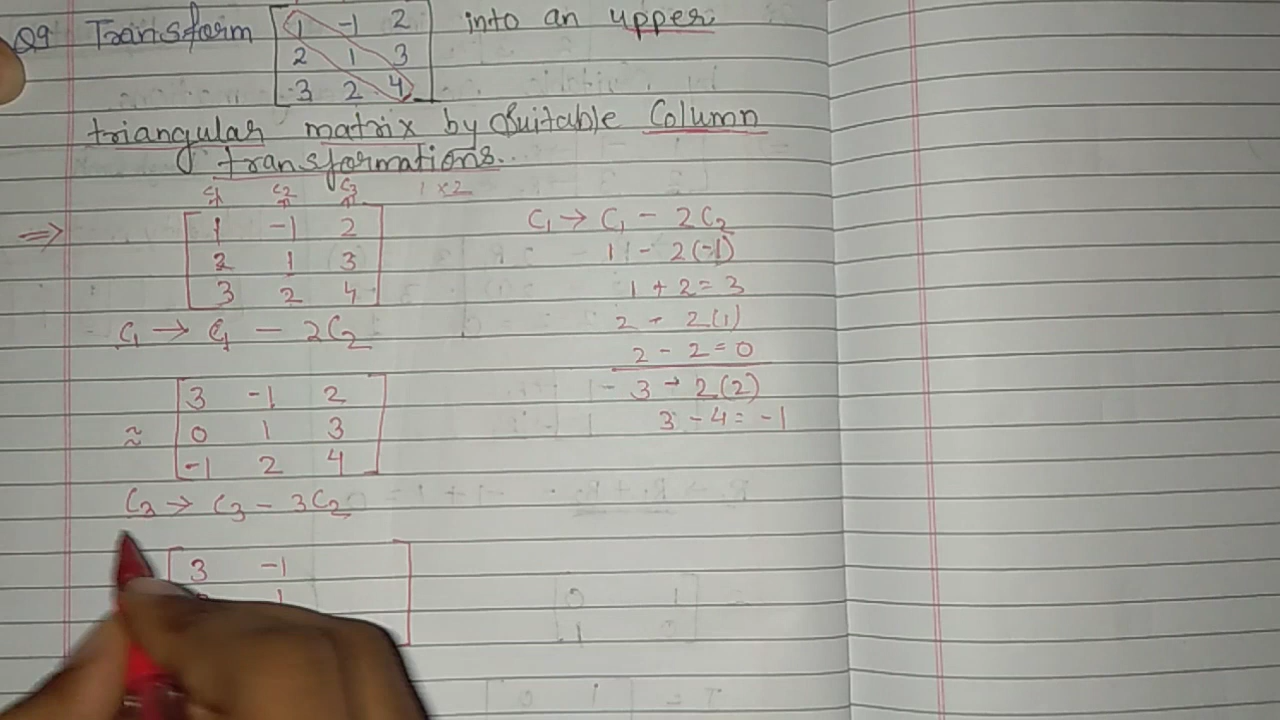 Q9 Transform [ 1 -1 2 ] into an upper
2 1 3
3 2 4
triangular matrix by Suitable Column
transformations.
C1 C2 C3 1×2
⇒ 1 -1 2
2 1 3
3 2 4
C1 → C1 - 2C2
≈ 3 -1 2
0 1 3
-1 2 4
C3 → C3 - 3C2
3 -1
1
C1 → C1 - 2C2
1 - 2(-1)
1 + 2 = 3
2 - 2(1)
2 - 2 = 0
3 - 2(2)
3 - 4 = -1